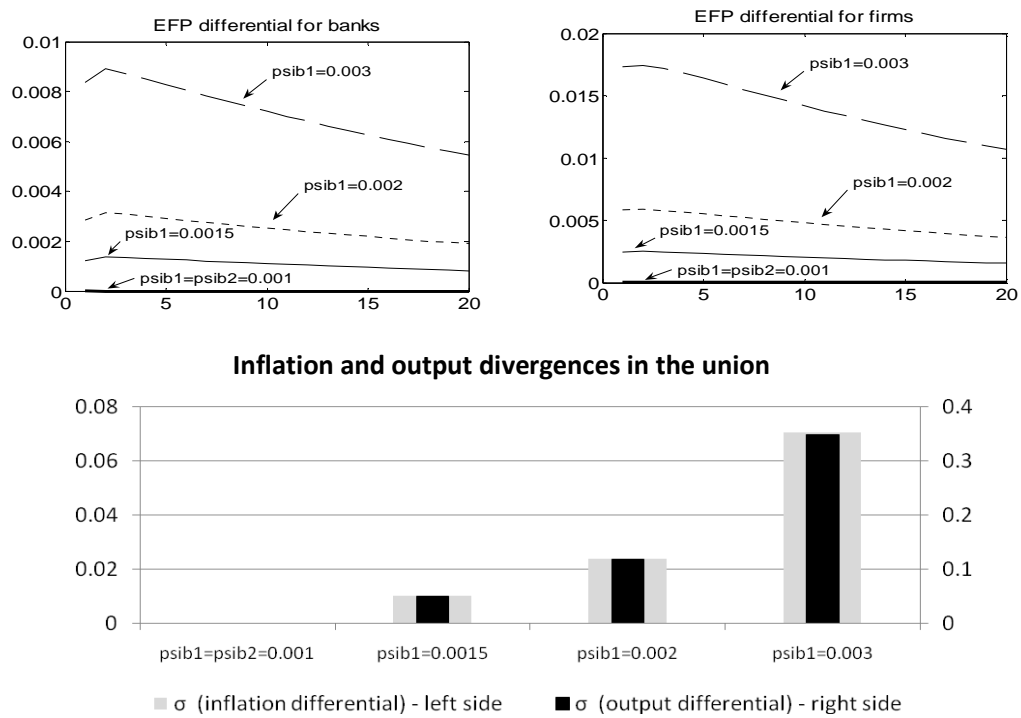 EFP differential for banks
0.01
0.008
0.006
0.004
0.002
0
0 5 10 15 20
psib1=0.003
psib1=0.002
psib1=0.0015
psib1=psib2=0.001
EFP differential for firms
0.02
0.015
0.01
0.005
0
0 5 10 15 20
psib1=0.003
psib1=0.002
psib1=0.0015
psib1=psib2=0.001
Inflation and output divergences in the union
0.08
0.06
0.04
0.02
0
0.4
0.3
0.2
0.1
0
psib1=psib2=0.001 psib1=0.0015 psib1=0.002 psib1=0.003
σ (inflation differential) - left side σ (output differential) - right side